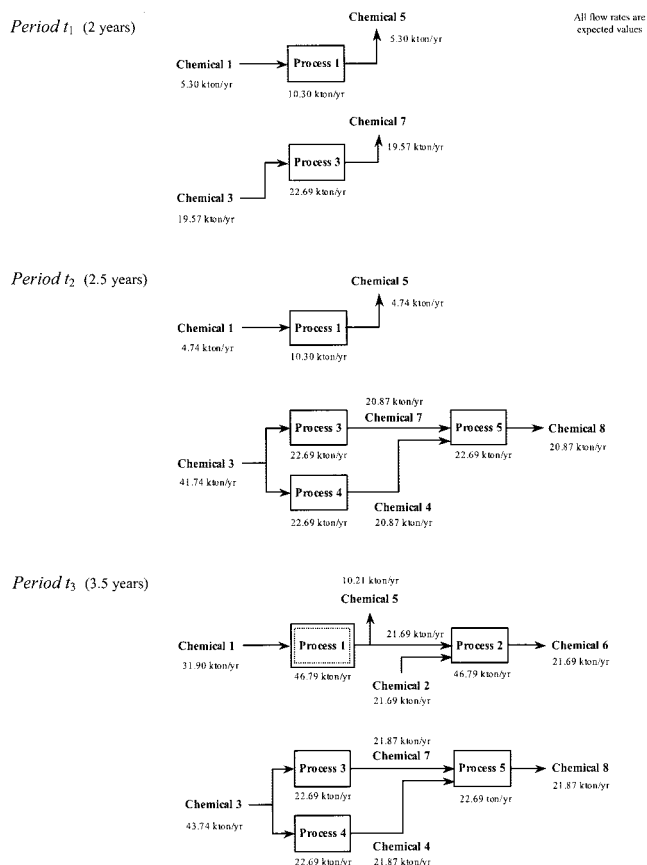 Period t1 (2 years)
All flow rates are
expected values
Chemical 5
5.30 kton/yr
Chemical 1
Process 1
5.30 kton/yr
10.30 kton/yr
Chemical 7
19.57 kton/yr
Process 3
22.69 kton/yr
Chemical 3
19.57 kton/yr
Period t2 (2.5 years)
Chemical 5
4.74 kton/yr
Chemical 1
Process 1
4.74 kton/yr
10.30 kton/yr
20.87 kton/yr
Chemical 7
Process 3
Process 5
Chemical 8
22.69 kton/yr
22.69 kton/yr
20.87 kton/yr
Chemical 3
41.74 kton/yr
Process 4
22.69 kton/yr
Chemical 4
20.87 kton/yr
Period t3 (3.5 years)
10.21 kton/yr
Chemical 5
21.69 kton/yr
Chemical 1
Process 1
Process 2
Chemical 6
31.90 kton/yr
46.79 kton/yr
46.79 kton/yr
21.69 kton/yr
Chemical 2
21.69 kton/yr
21.87 kton/yr
Chemical 7
Process 3
Process 5
Chemical 8
22.69 kton/yr
22.69 ton/yr
21.87 kton/yr
Chemical 3
43.74 kton/yr
Process 4
22.69 kton/yr
Chemical 4
21.87 kton/yr